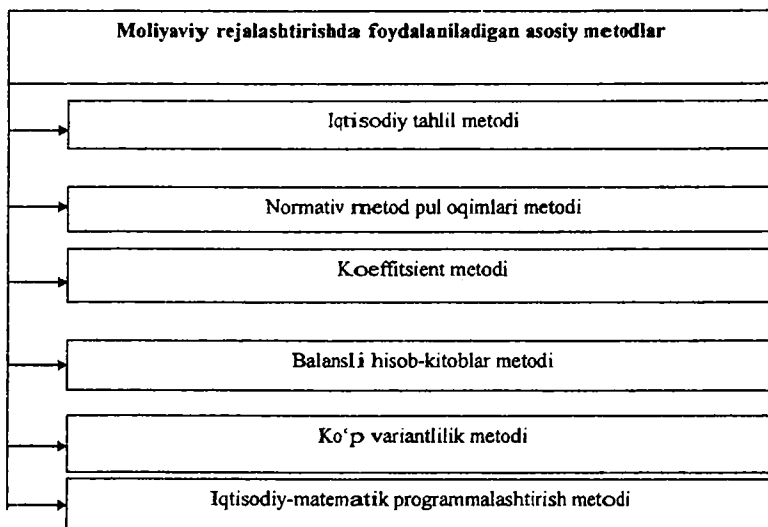 Moliyaviy rejalashtirishda foydalaniladigan asosiy metodlar
Iqtisodiy tahlil metodi
Normativ metod pul oqimlari metodi
Koeffitsient metodi
Balansli hisob-kitoblar metodi
Ko‘p variantlilik metodi
Iqtisodiy-matematik programmalashtirish metodi